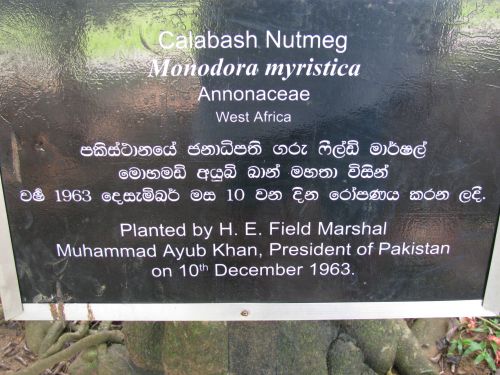 Calabash Nutmeg
Monodora myristica
Annonaceae
West Africa
පකිස්ථානයේ ජනාධිපති ගරු ෆීල්ඩ් මාර්ෂල්
මොහමඩ් අයුබ් ඛාන් මහතා විසින්
වර්ෂ 1963 දෙසැම්බර් මස 10 වන දින රෝපණය කරන ලදී.
Planted by H. E. Field Marshal
Muhammad Ayub Khan, President of Pakistan
on 10th December 1963.